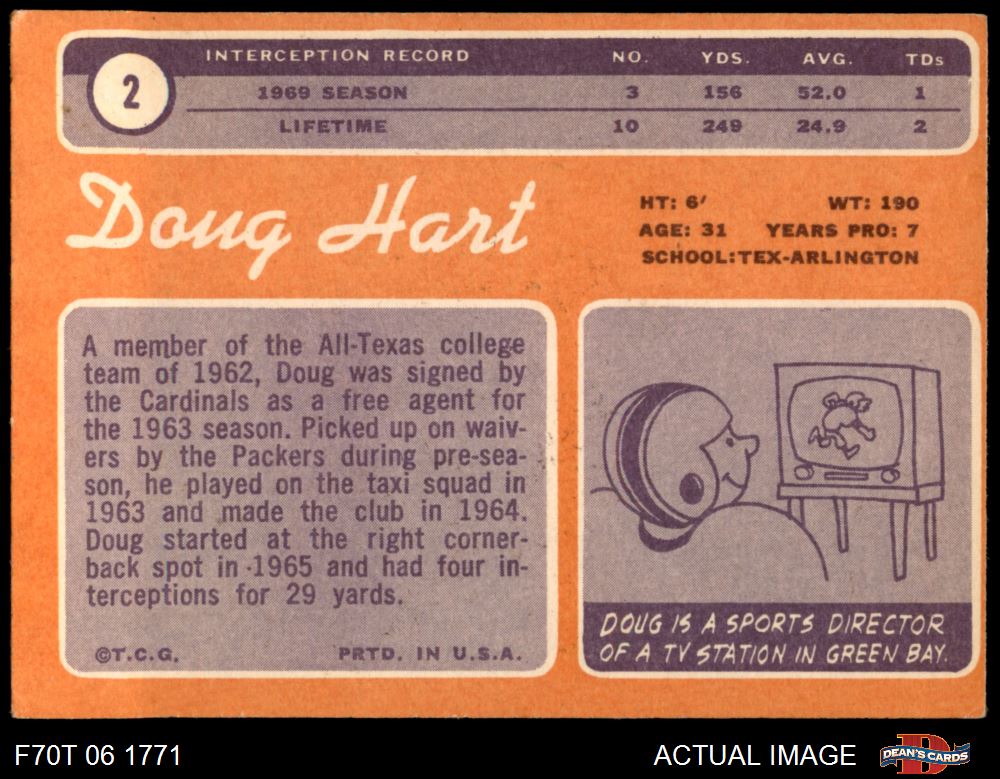 2
INTERCEPTION RECORD NO. YDS. AVG. TDs
1969 SEASON 3 156 52.0 1
LIFETIME 10 249 24.9 2
Doug Hart
HT: 6' WT: 190
AGE: 31 YEARS PRO: 7
SCHOOL:TEX-ARLINGTON
A member of the All-Texas college
team of 1962, Doug was signed by
the Cardinals as a free agent for
the 1963 season. Picked up on waiv-
ers by the Packers during pre-sea-
son, he played on the taxi squad in
1963 and made the club in 1964.
Doug started at the right corner-
back spot in 1965 and had four in-
terceptions for 29 yards.
©T.C.G. PRTD. IN U.S.A.
DOUG IS A SPORTS DIRECTOR
OF A TV STATION IN GREEN BAY.
F70T 06 1771 ACTUAL IMAGE DEAN'S CARDS